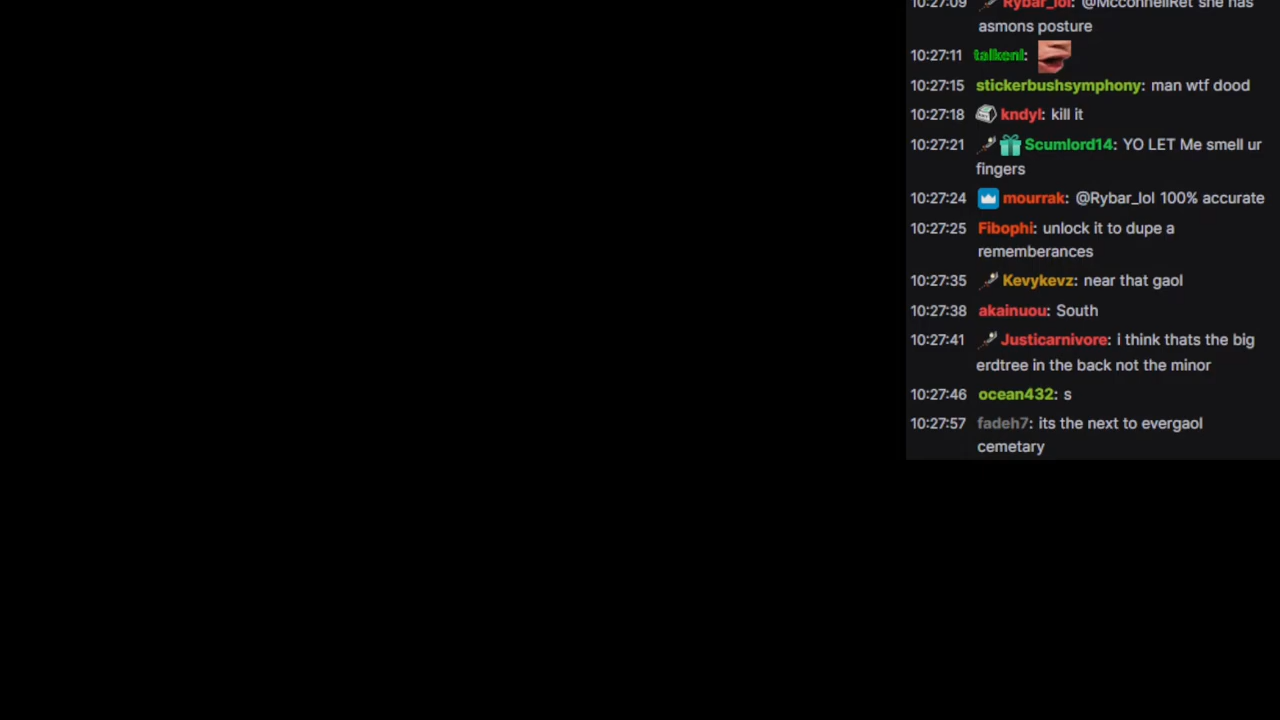 10:27:09 Rybar_lol: @McconnellRet she has
asmons posture
10:27:11 talkenl:
10:27:15 stickerbushsymphony: man wtf dood
10:27:18 kndyl: kill it
10:27:21 Scumlord14: YO LET Me smell ur
fingers
10:27:24 mourrak: @Rybar_lol 100% accurate
10:27:25 Fibophi: unlock it to dupe a
rememberances
10:27:35 Kevykevz: near that gaol
10:27:38 akainuou: South
10:27:41 Justicarnivore: i think thats the big
erdtree in the back not the minor
10:27:46 ocean432: s
10:27:57 fadeh7: its the next to evergaol
cemetary